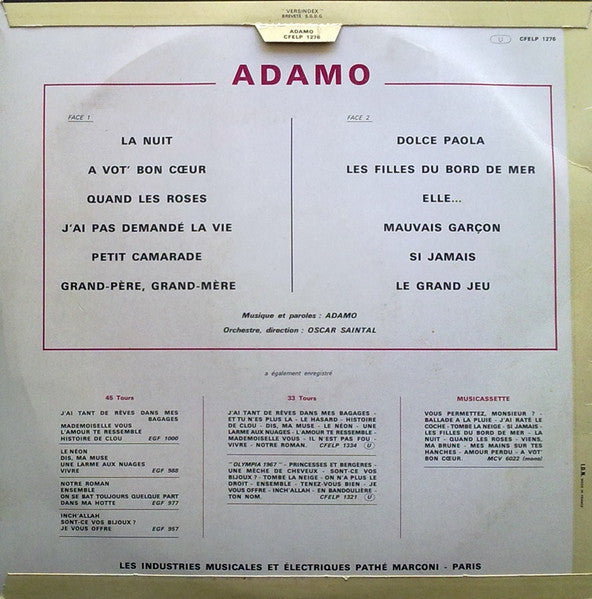 "VERSINDEX"
BREVETÉ S.G.D.G.
ADAMO
CFELP 1276
U CFELP 1276
ADAMO
FACE 1
LA NUIT
A VOT' BON CŒUR
QUAND LES ROSES
J'AI PAS DEMANDÉ LA VIE
PETIT CAMARADE
GRAND-PÈRE, GRAND-MÈRE
FACE 2
DOLCE PAOLA
LES FILLES DU BORD DE MER
ELLE...
MAUVAIS GARÇON
SI JAMAIS
LE GRAND JEU
Musique et paroles : ADAMO
Orchestre, direction : OSCAR SAINTAL
a également enregistré
45 Tours
J'AI TANT DE RÊVES DANS MES
BAGAGES
MADEMOISELLE VOUS
L'AMOUR TE RESSEMBLE
HISTOIRE DE CLOU EGF 1000
LE NÉON
DIS, MA MUSE
UNE LARME AUX NUAGES
VIVRE EGF 988
NOTRE ROMAN
ENSEMBLE
ON SE BAT TOUJOURS QUELQUE PART
DANS MA HOTTE EGF 977
INCH'ALLAH
SONT-CE VOS BIJOUX ?
JE VOUS OFFRE EGF 957
33 Tours
J'AI TANT DE RÊVES DANS MES BAGAGES -
ET TU N'ES PLUS LA - LE HASARD - HISTOIRE
DE CLOU - DIS, MA MUSE - LE NÉON - UNE
LARME AUX NUAGES - L'AMOUR TE RESSEMBLE -
MADEMOISELLE VOUS - IL N'EST PAS FOU -
VIVRE - NOTRE ROMAN. CFELP 1334 U
"OLYMPIA 1967" - PRINCESSES ET BERGÈRES -
UNE MÈCHE DE CHEVEUX - SONT-CE VOS
BIJOUX ? - TOMBE LA NEIGE - ON N'A PLUS LE
DROIT - ENSEMBLE - TENEZ-VOUS BIEN - JE
VOUS OFFRE - INCH'ALLAH - EN BANDOULIÈRE -
TON NOM. CFELP 1321 U
MUSICASSETTE
VOUS PERMETTEZ, MONSIEUR ? -
BALLADE A LA PLUIE - J'AI RATÉ LE
COCHE - TOMBE LA NEIGE - SI JAMAIS -
LES FILLES DU BORD DE MER - LA
NUIT - QUAND LES ROSES - VIENS,
MA BRUNE - MES MAINS SUR TES
HANCHES - AMOUR PERDU - A VOT'
BON CŒUR. MCV 6022 (mono)
LES INDUSTRIES MUSICALES ET ÉLECTRIQUES PATHÉ MARCONI - PARIS
MADE IN FRANCE